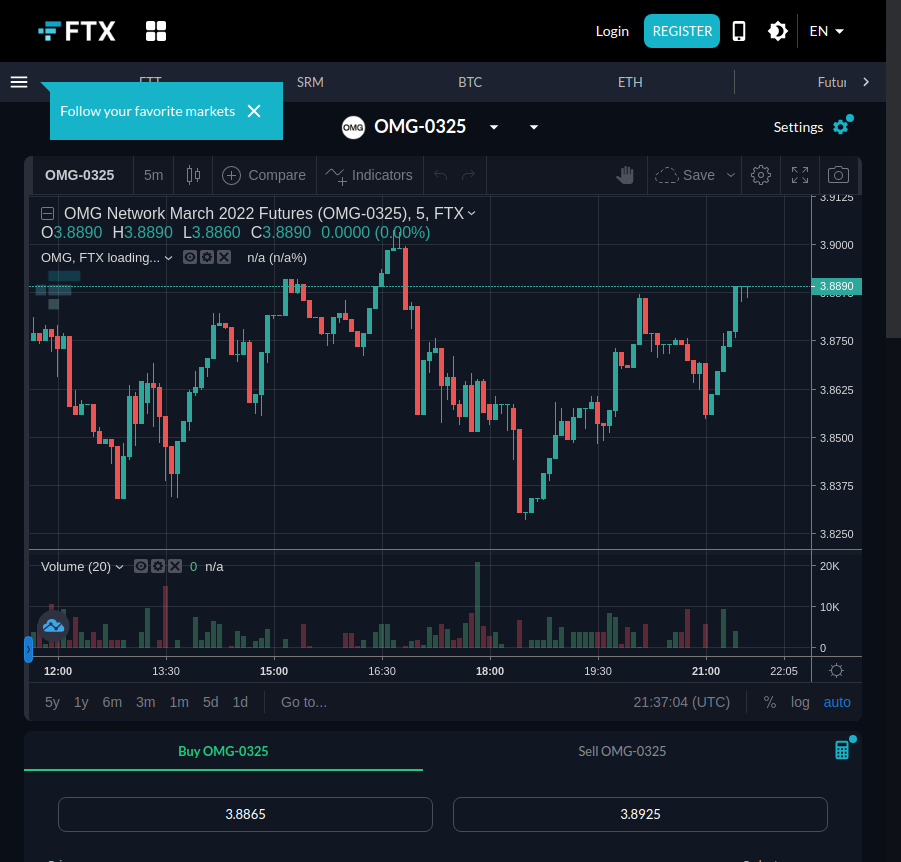 FTX
Login
REGISTER
EN
FTT
SRM
BTC
ETH
Futur
Follow your favorite markets
OMG
OMG-0325
Settings
OMG-0325
5m
Compare
Indicators
Save
OMG Network March 2022 Futures (OMG-0325), 5, FTX
O3.8890 H3.8890 L3.8860 C3.8890 0.0000 (0.00%)
OMG, FTX loading...
n/a (n/a%)
3.9125
3.9000
3.8890
3.8875
3.8750
3.8625
3.8500
3.8375
3.8250
Volume (20)
0 n/a
20K
10K
0
12:00
13:30
15:00
16:30
18:00
19:30
21:00
22:05
5y
1y
6m
3m
1m
5d
1d
Go to...
21:37:04 (UTC)
%
log
auto
Buy OMG-0325
Sell OMG-0325
3.8865
3.8925